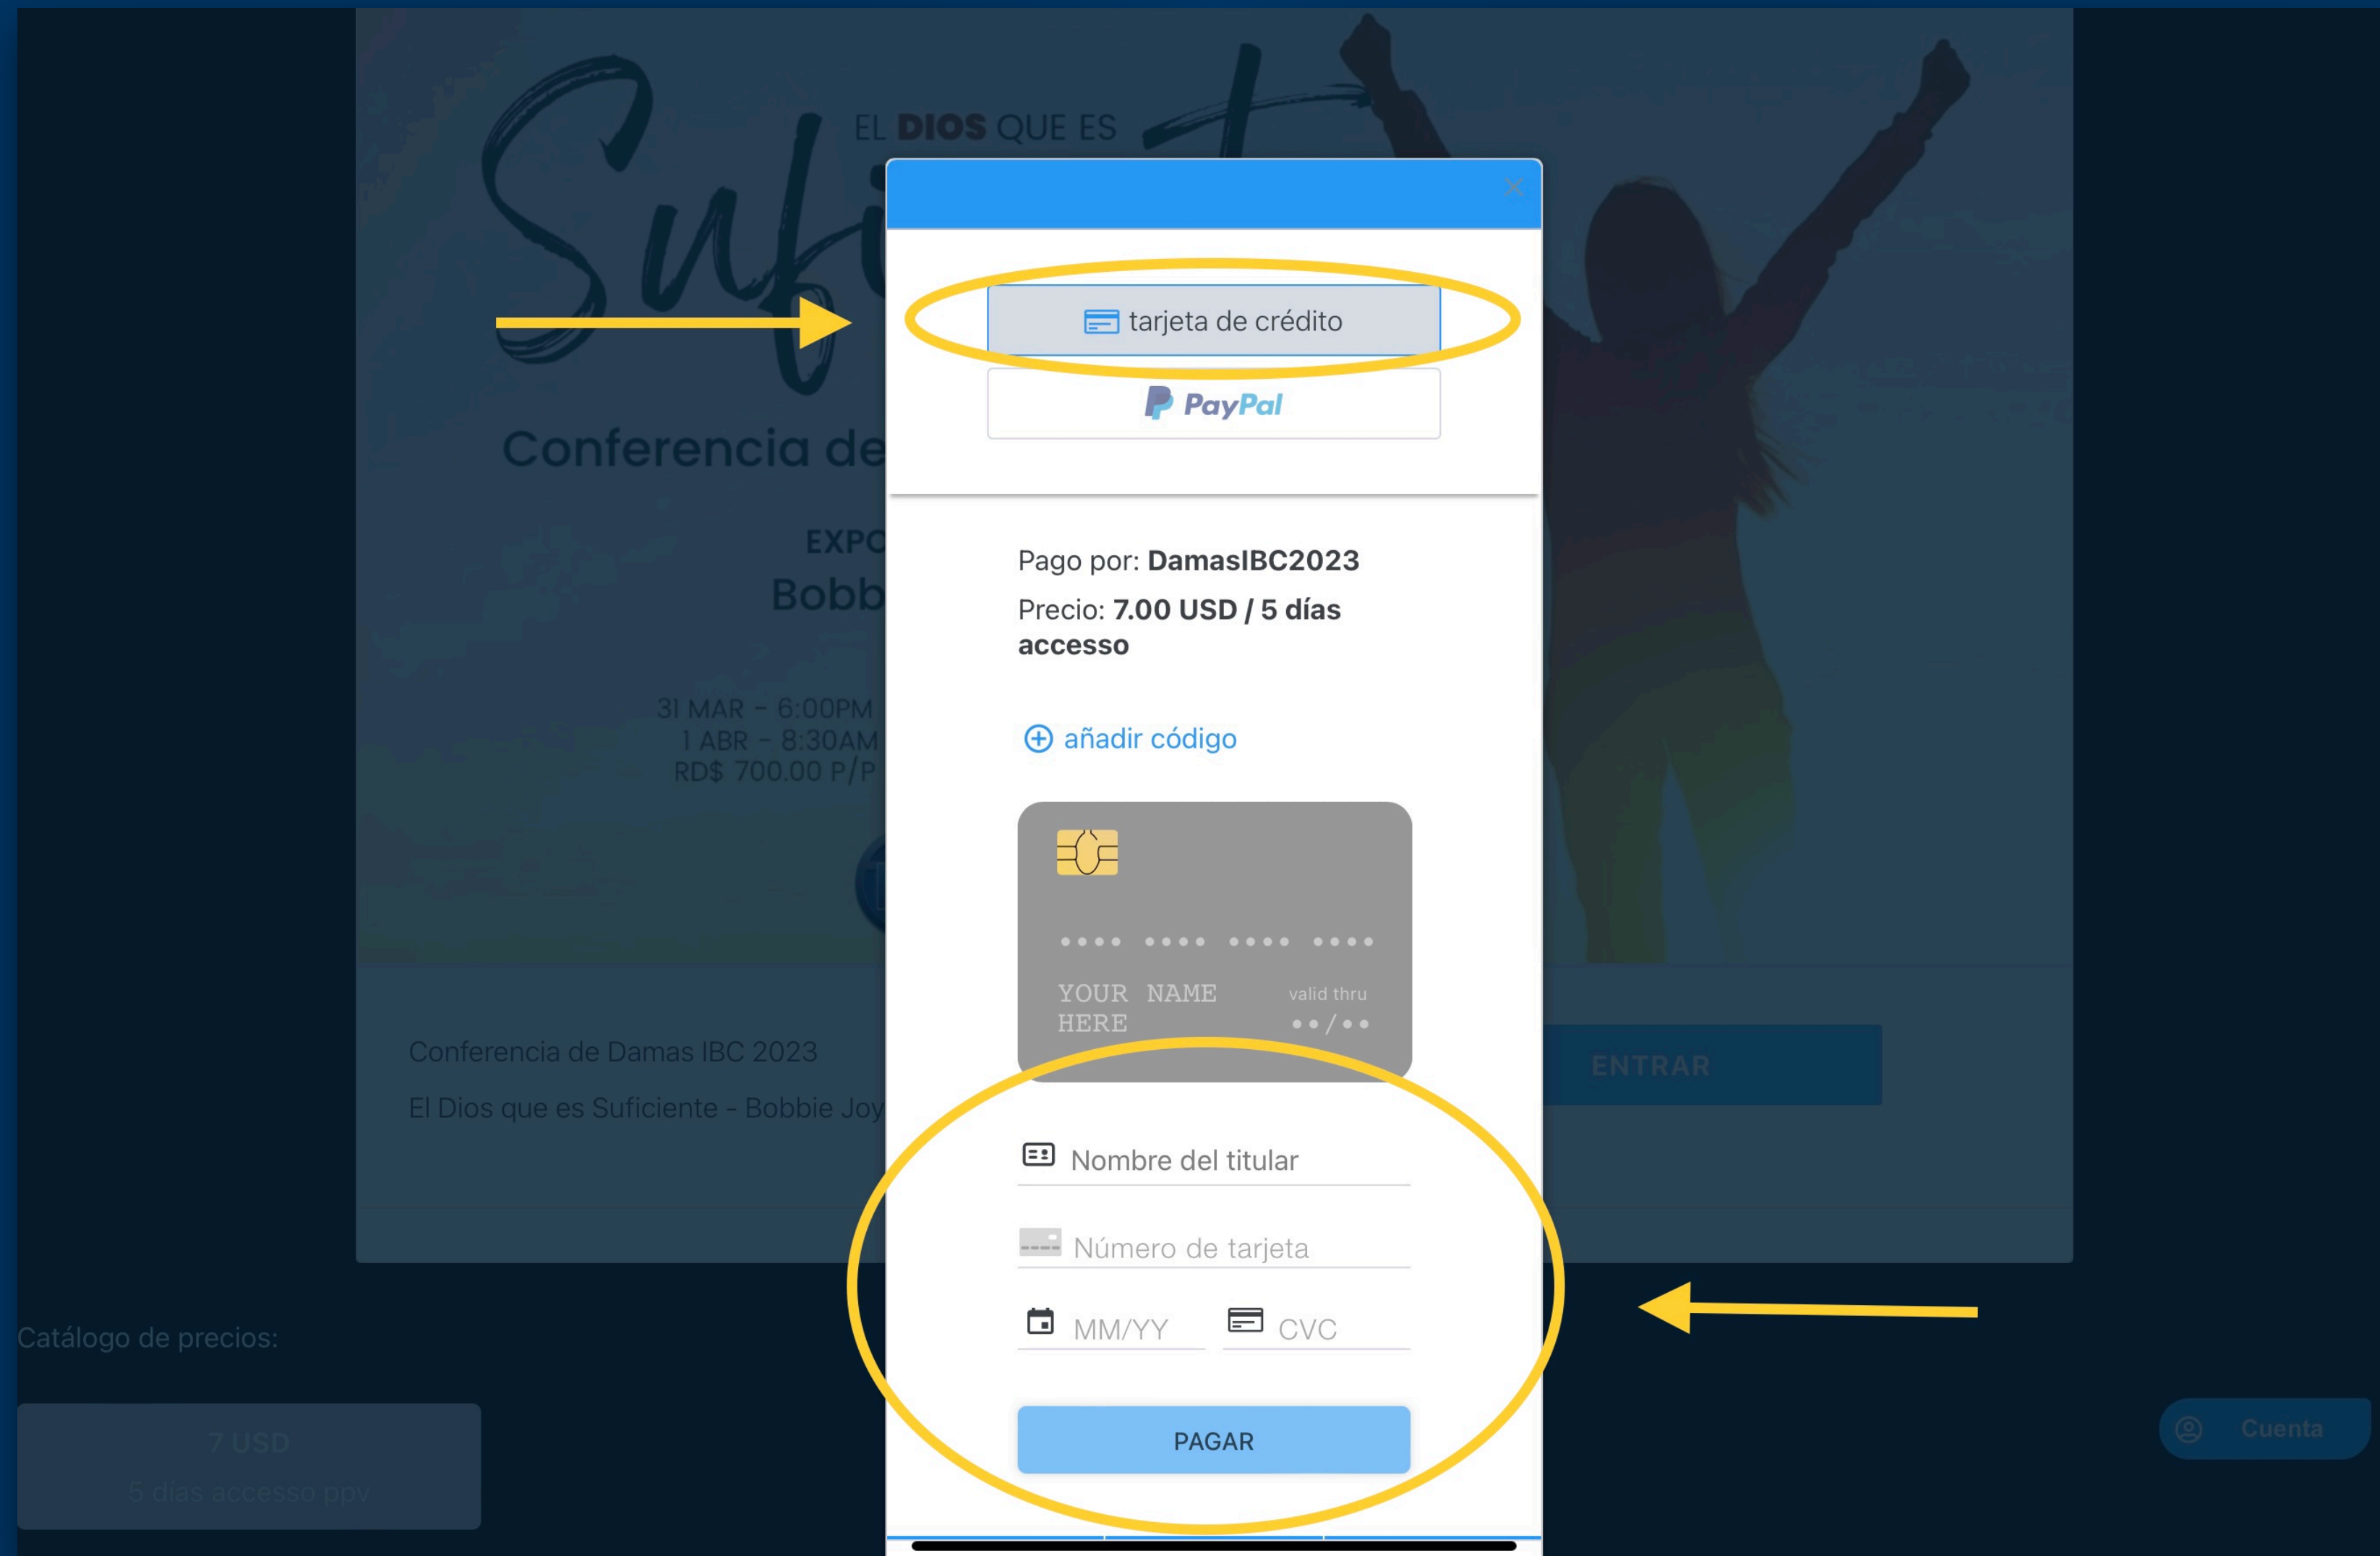 EL DIOS QUE ES
Sufi
Conferencia de
EXPO
Bobb
31 MAR - 6:00PM
1 ABR - 8:30AM
RD$ 700.00 P/P
tarjeta de crédito
PayPal
Pago por: DamasIBC2023
Precio: 7.00 USD / 5 días
accesso
añadir código
YOUR NAME
HERE
valid thru
Nombre del titular
Número de tarjeta
MM/YY
CVC
PAGAR
Conferencia de Damas IBC 2023
El Dios que es Suficiente - Bobbie Joy
ENTRAR
Catálogo de precios:
7 USD
5 días accesso ppv
Cuenta